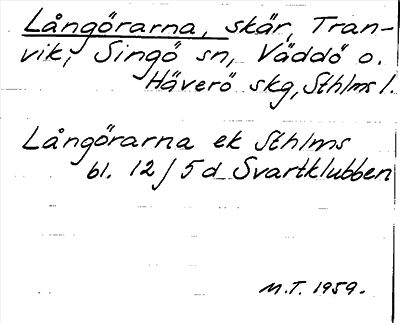 Långörarna, skär, Tran-
vik, Singö sn, Väddö o.
Häverö skg, Sthlms l.
Långörarna ek Sthlms
bl. 12 / 5 d Svartklubben
M.T. 1959.